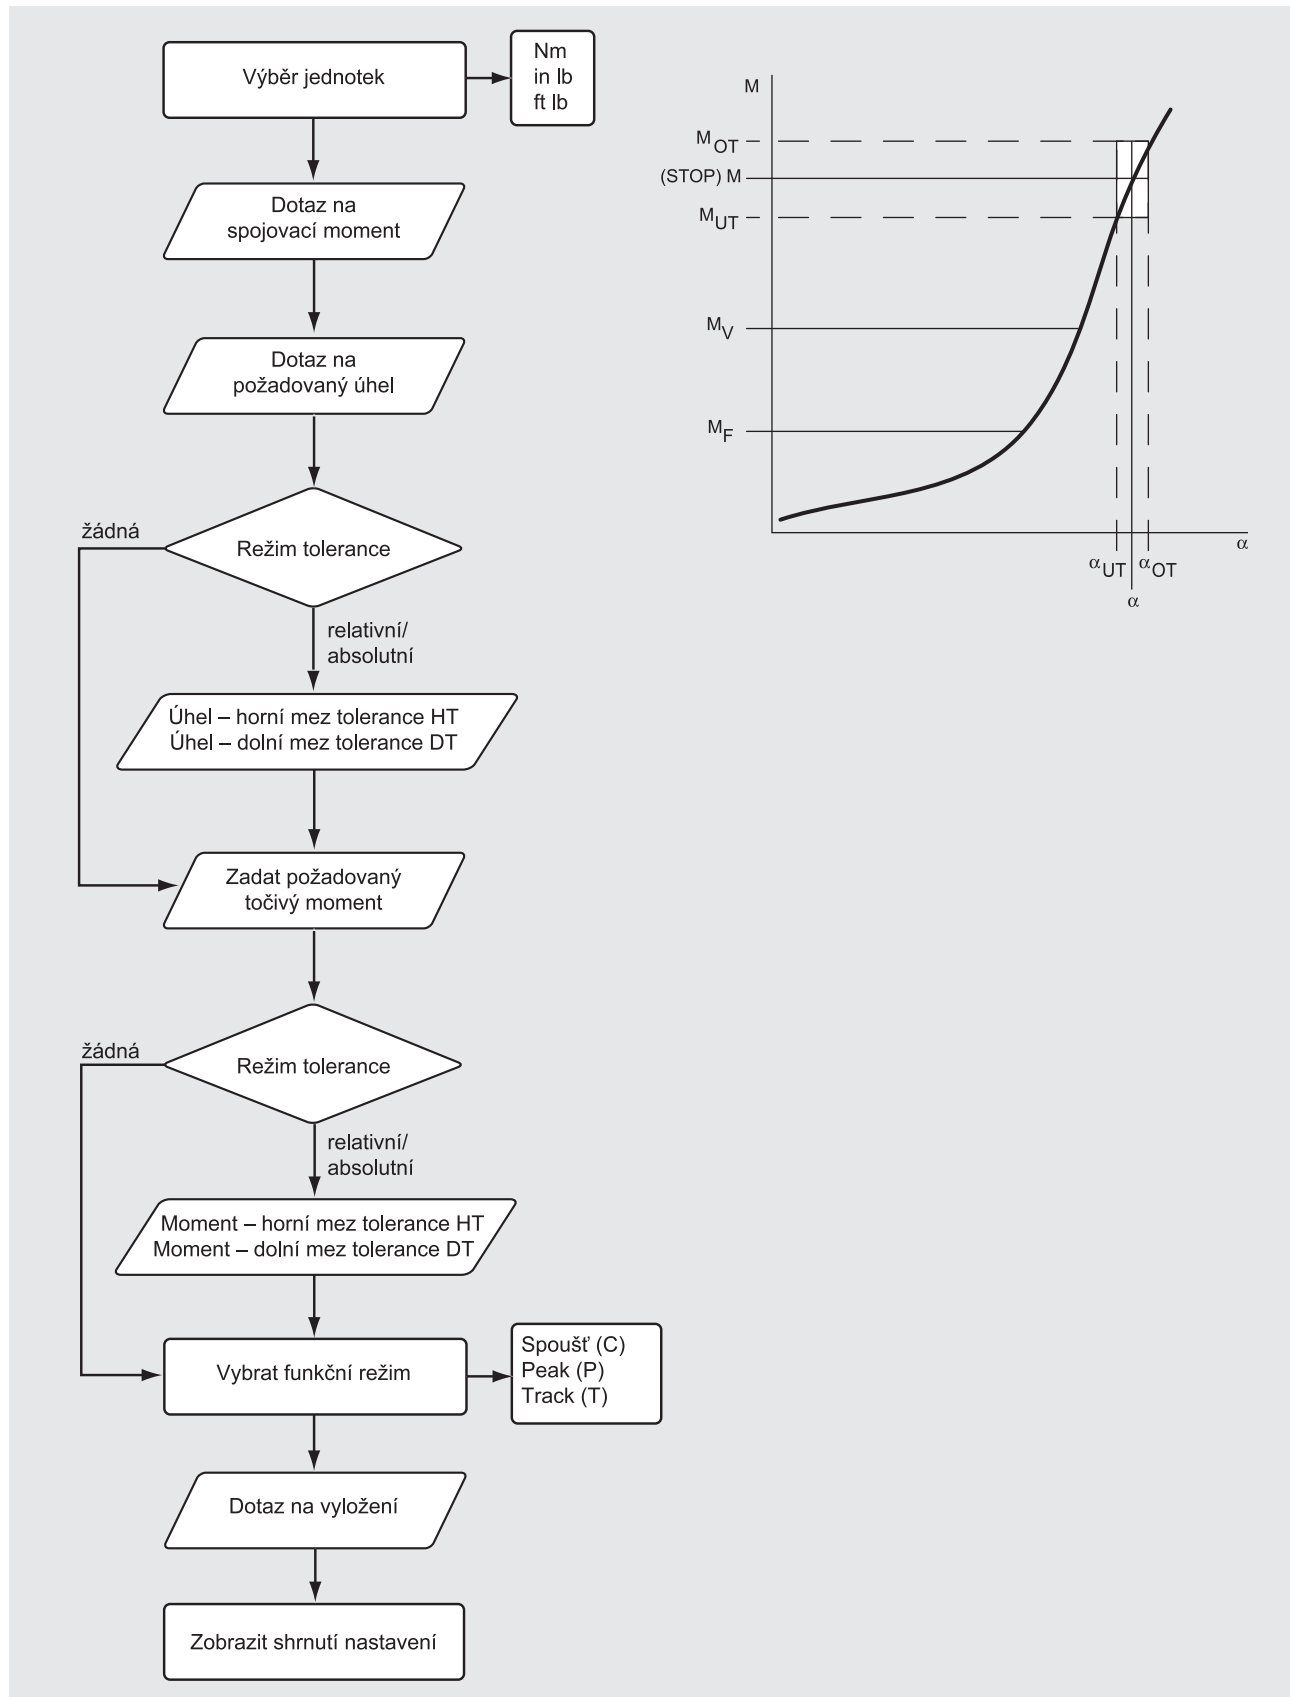 Výběr jednotek
Nm
in lb
ft lb
Dotaz na
spojovací moment
Dotaz na
požadovaný úhel
žádná
Režim tolerance
relativní/
absolutní
Úhel – horní mez tolerance HT
Úhel – dolní mez tolerance DT
Zadat požadovaný
točivý moment
žádná
Režim tolerance
relativní/
absolutní
Moment – horní mez tolerance HT
Moment – dolní mez tolerance DT
Vybrat funkční režim
Spoušť (C)
Peak (P)
Track (T)
Dotaz na vyložení
Zobrazit shrnutí nastavení
M
M OT
(STOP) M
M UT
M V
M F
α
α UT α OT
α